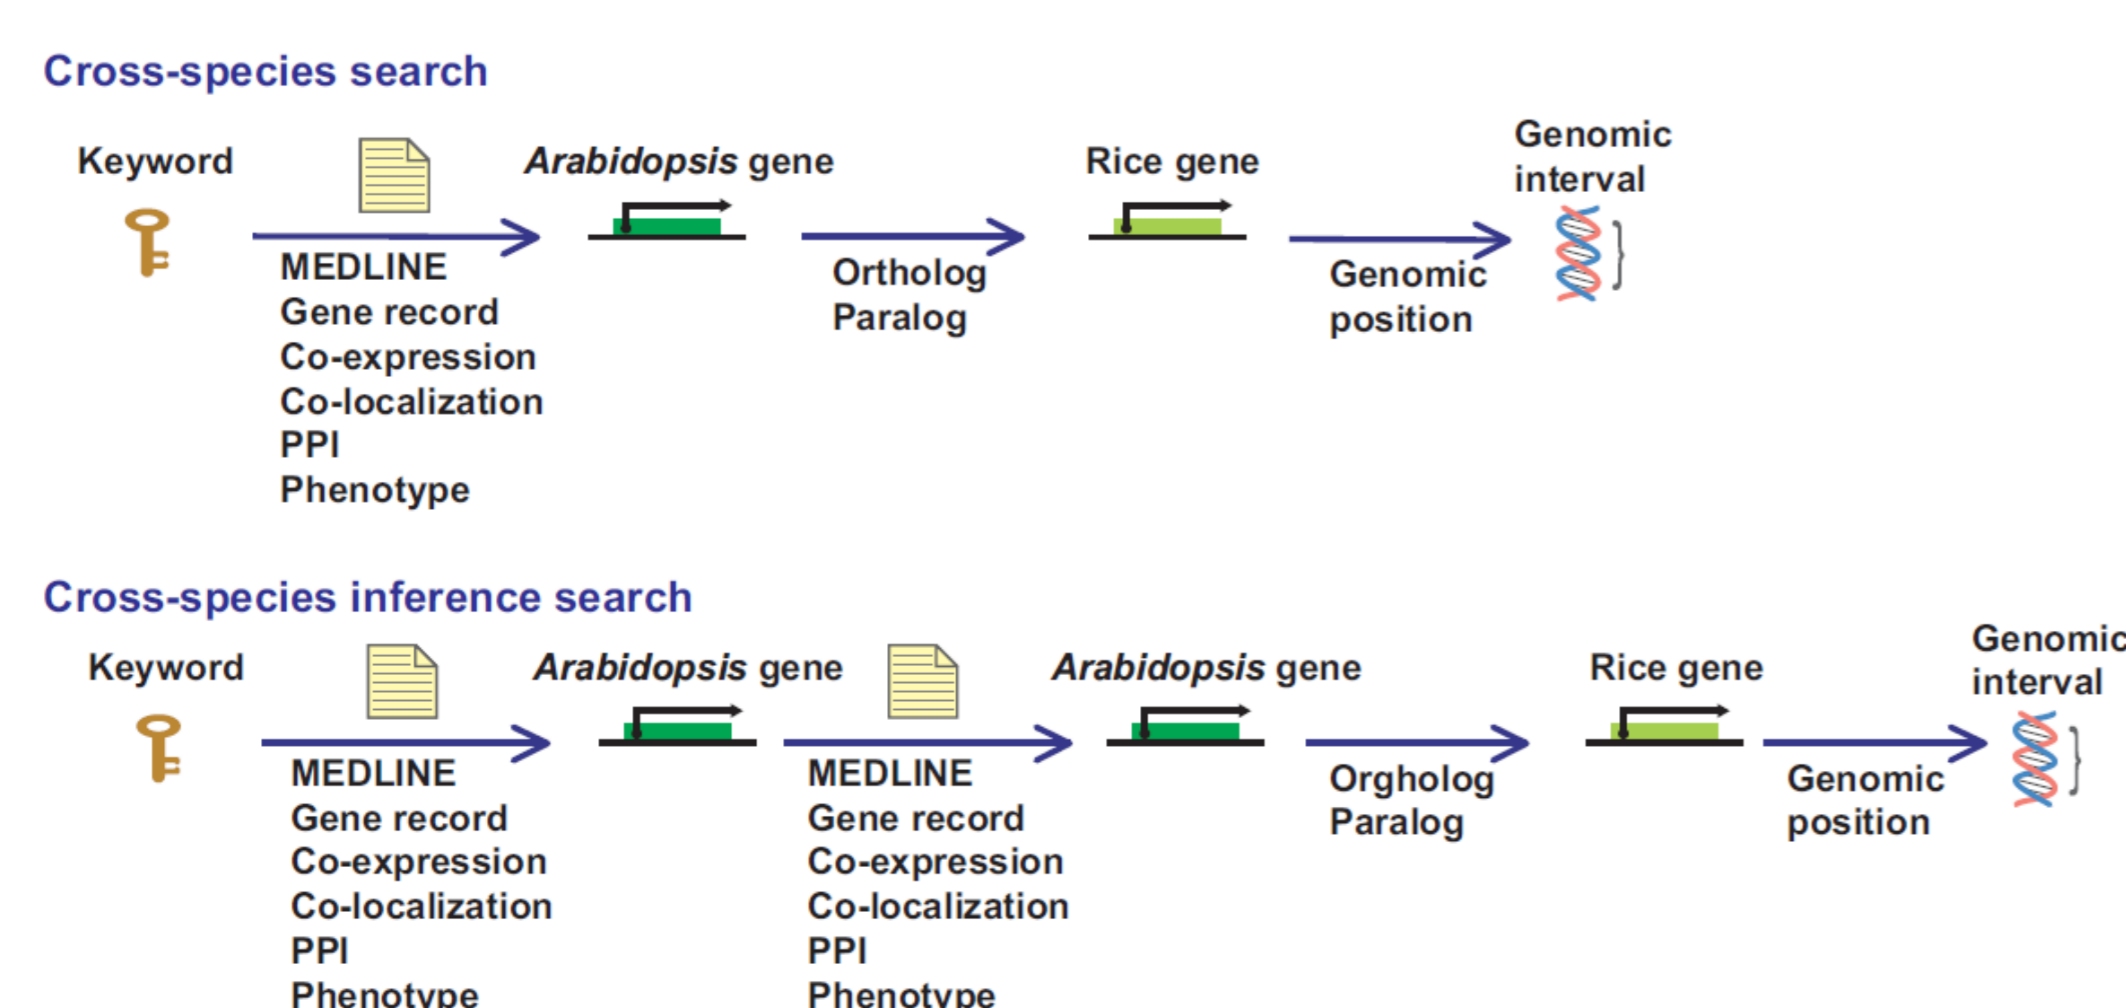 Cross-species search
Keyword
Arabidopsis gene
Rice gene
Genomic
interval
MEDLINE
Gene record
Co-expression
Co-localization
PPI
Phenotype
Ortholog
Paralog
Genomic
position
Cross-species inference search
Keyword
Arabidopsis gene
Arabidopsis gene
Rice gene
Genomic
interval
MEDLINE
Gene record
Co-expression
Co-localization
PPI
Phenotype
MEDLINE
Gene record
Co-expression
Co-localization
PPI
Phenotype
Orgholog
Paralog
Genomic
position